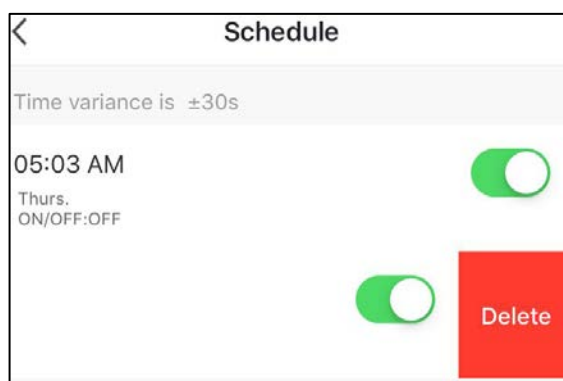 Schedule
Time variance is ±30s
05:03 AM
Thurs.
ON/OFF:OFF
Delete